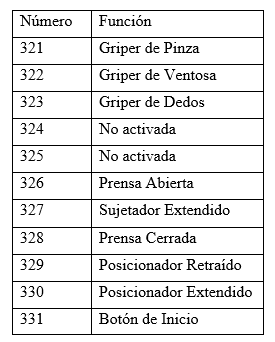 Número Función
321 Griper de Pinza
322 Griper de Ventosa
323 Griper de Dedos
324 No activada
325 No activada
326 Prensa Abierta
327 Sujetador Extendido
328 Prensa Cerrada
329 Posicionador Retraído
330 Posicionador Extendido
331 Botón de Inicio